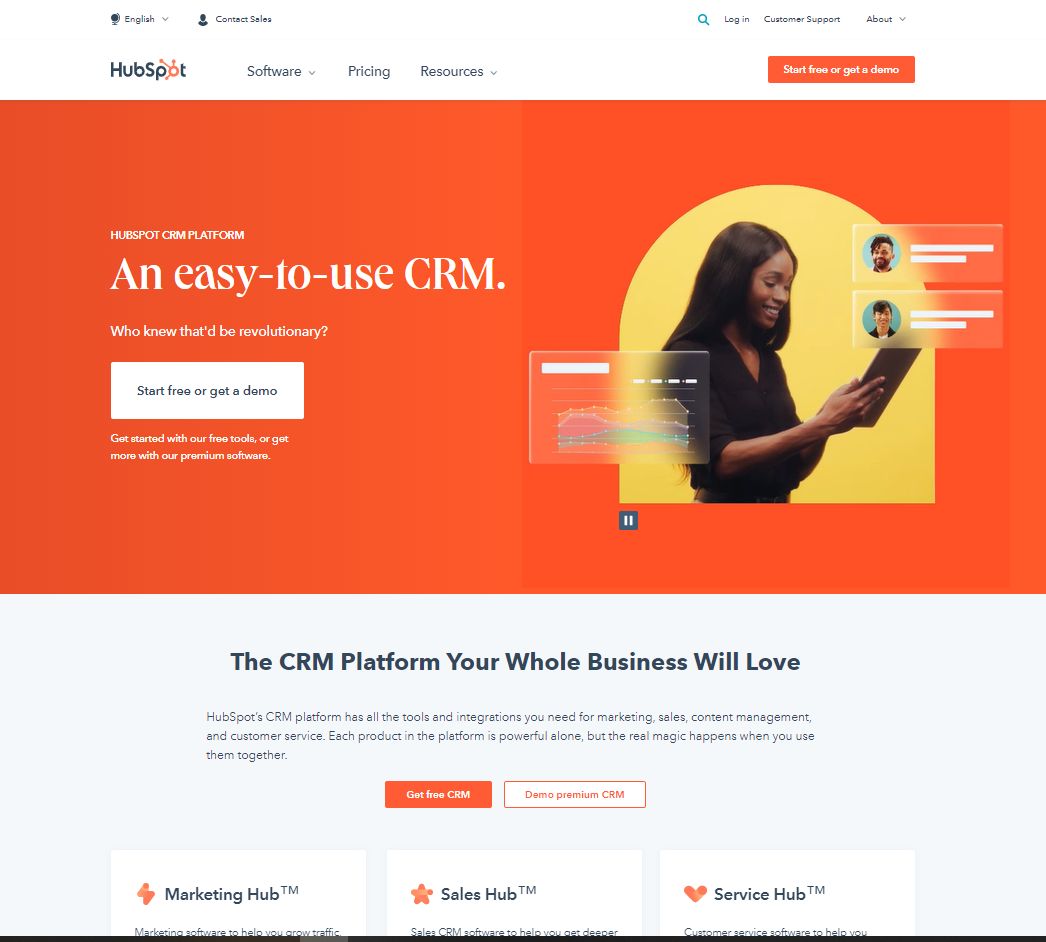 English
Contact Sales
Log in
Customer Support
About
HubSpot
Software
Pricing
Resources
Start free or get a demo
HUBSPOT CRM PLATFORM
An easy-to-use CRM.
Who knew that'd be revolutionary?
Start free or get a demo
Get started with our free tools, or get
more with our premium software.
The CRM Platform Your Whole Business Will Love
HubSpot's CRM platform has all the tools and integrations you need for marketing, sales, content management,
and customer service. Each product in the platform is powerful alone, but the real magic happens when you use
them together.
Get free CRM
Demo premium CRM
Marketing Hub™
Marketing software to help you grow traffic,
Sales Hub™
Sales CRM software to help you get deeper
Service Hub™
Customer service software to help you